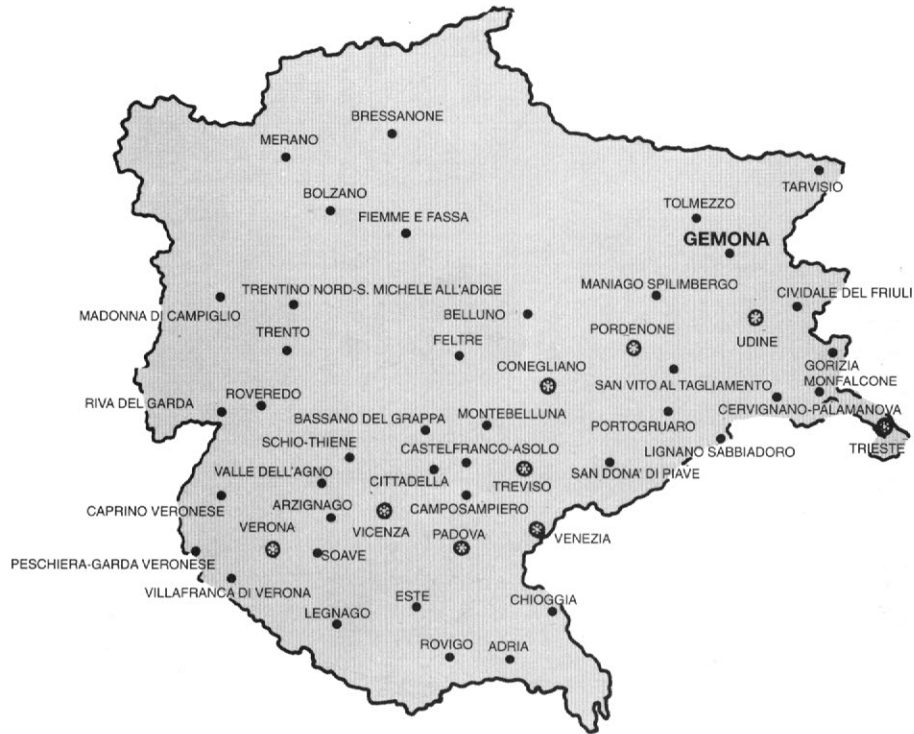 BRESSANONE
MERANO
TARVISIO
BOLZANO
TOLMEZZO
FIEMME E FASSA
GEMONA
MANIAGO SPILIMBERGO
TRENTINO NORD-S. MICHELE ALL'ADIGE
CIVIDALE DEL FRIULI
MADONNA DI CAMPIGLIO
BELLUNO
TRENTO
PORDENONE
UDINE
FELTRE
CONEGLIANO
GORIZIA
SAN VITO AL TAGLIAMENTO
MONFALCONE
RIVA DEL GARDA
ROVEREDO
CERVIGNANO-PALAMANOVA
BASSANO DEL GRAPPA
MONTEBELLUNA
PORTOGRUARO
SCHIO-THIENE
CASTELFRANCO-ASOLO
LIGNANO SABBIADORO
TRIESTE
VALLE DELL'AGNO
CITTADELLA
TREVISO
SAN DONA' DI PIAVE
CAPRINO VERONESE
ARZIGNAGO
CAMPOSAMPIERO
VERONA
VICENZA
PADOVA
VENEZIA
PESCHIERA-GARDA VERONESE
SOAVE
VILLAFRANCA DI VERONA
ESTE
CHIOGGIA
LEGNAGO
ROVIGO
ADRIA